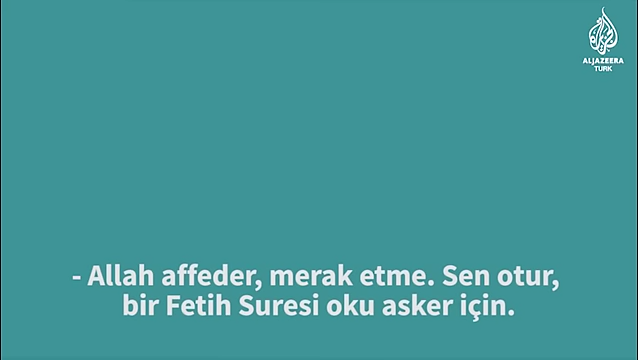 ALJAZEERA
TÜRK
- Allah affeder, merak etme. Sen otur,
bir Fetih Suresi oku asker için.